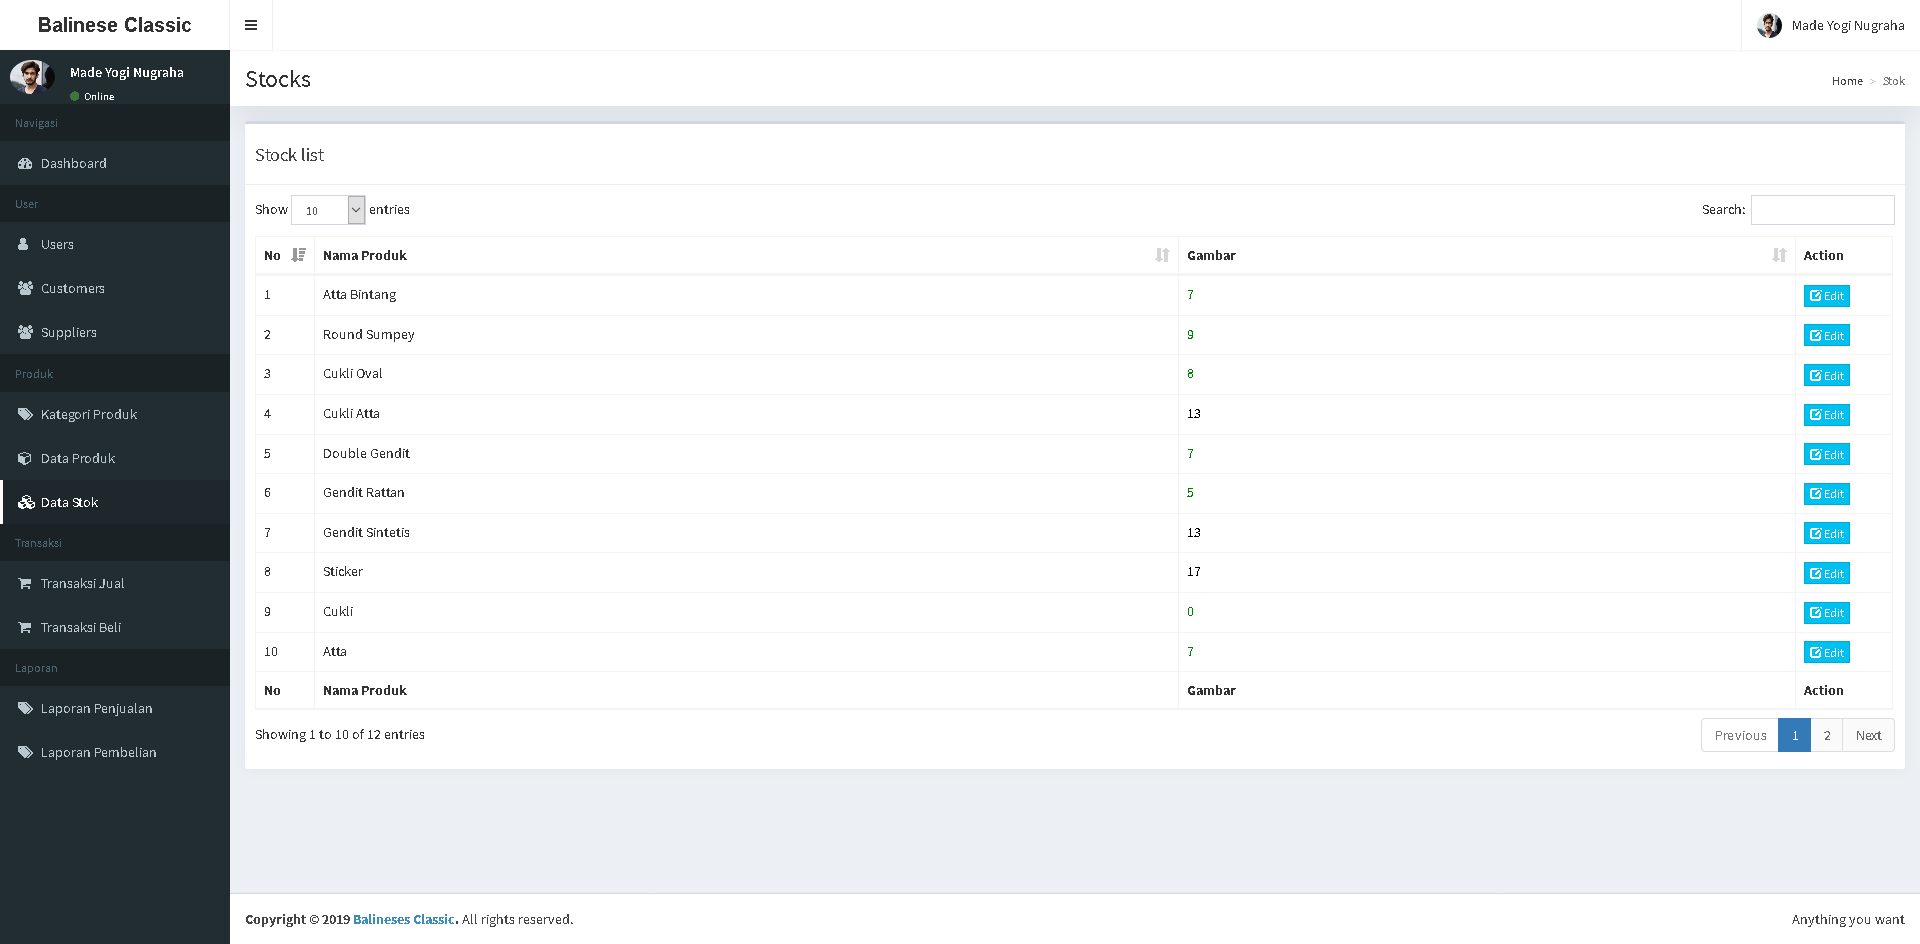 Balinese Classic
Made Yogi Nugraha
Made Yogi Nugraha
Online
Navigasi
Dashboard
User
Users
Customers
Suppliers
Produk
Kategori Produk
Data Produk
Data Stok
Transaksi
Transaksi Jual
Transaksi Beli
Laporan
Laporan Penjualan
Laporan Pembelian
Stocks
Home > Stok
Stock list
Show 10 entries
Search:
No Nama Produk Gambar Action
1 Atta Bintang 7 Edit
2 Round Sumpey 9 Edit
3 Cukli Oval 8 Edit
4 Cukli Atta 13 Edit
5 Double Gendit 7 Edit
6 Gendit Rattan 5 Edit
7 Gendit Sintetis 13 Edit
8 Sticker 17 Edit
9 Cukli 0 Edit
10 Atta 7 Edit
No Nama Produk Gambar Action
Showing 1 to 10 of 12 entries
Previous 1 2 Next
Copyright © 2019 Balineses Classic. All rights reserved.
Anything you want